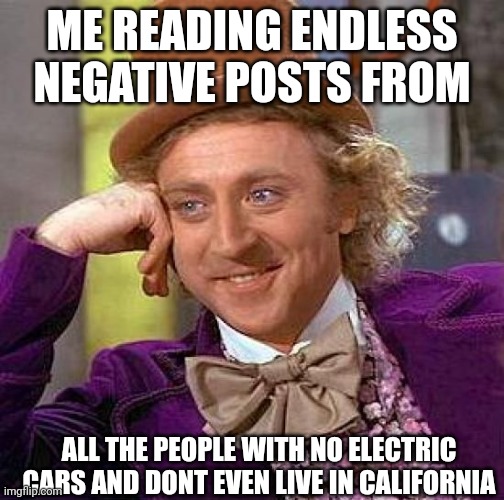 ME READING ENDLESS
NEGATIVE POSTS FROM
ALL THE PEOPLE WITH NO ELECTRIC
CARS AND DONT EVEN LIVE IN CALIFORNIA
imgflip.com